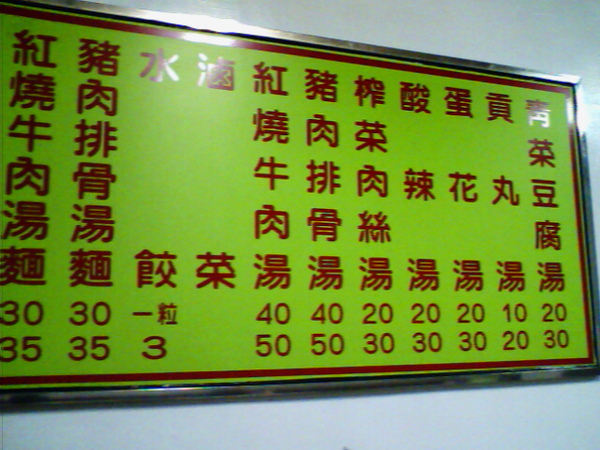 紅燒牛肉湯麵 30 35
豬肉排骨湯麵 30 35
水餃 一粒 3
滷菜
紅燒牛肉湯 40 50
豬肉排骨湯 40 50
榨菜肉絲湯 20 30
酸辣湯 20 30
蛋花湯 20 30
貢丸湯 10 20
青菜豆腐湯 20 30